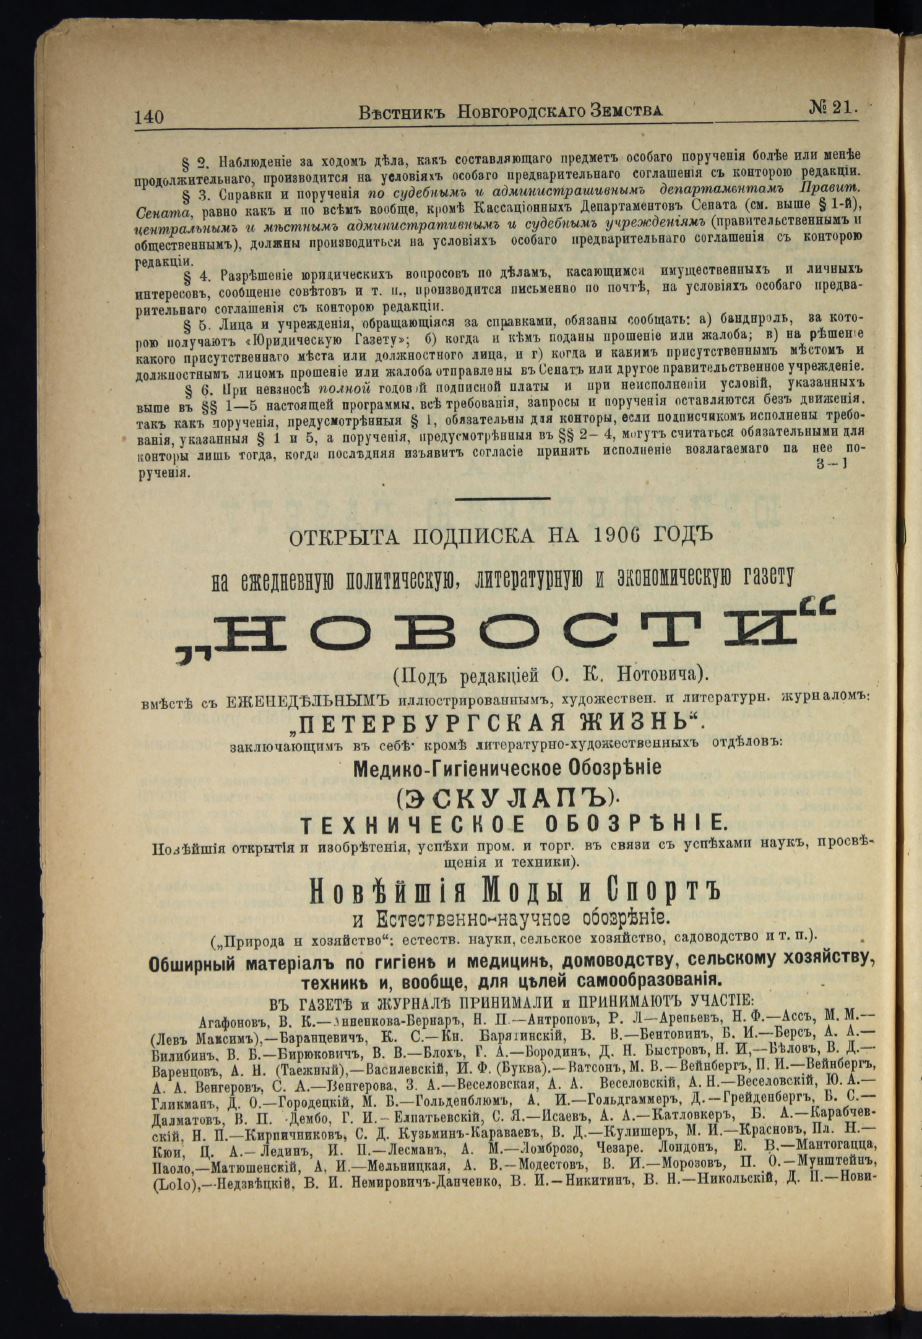 140
Вѣстникъ Новгородскаго Земства
№ 21.
§ 2. Наблюденіе за ходомъ дѣла, какъ составляющаго предметъ особаго порученія болѣе или менѣе
продолжительнаго, производится на условіяхъ особаго предварительнаго соглашенія съ конторою редакціи.
§ 3. Справки и порученія по судебнымъ и административнымъ департаментамъ Правит.
Сената, равно какъ и по всѣмъ вообще, кромѣ Кассаціонныхъ Департаментовъ Сената (см. выше § 1-й),
центральнымъ и мѣстнымъ административнымъ и судебнымъ учрежденіямъ (правительственнымъ и
общественнымъ), должны производиться на условіяхъ особаго предварительнаго соглашенія съ конторою
редакціи.
§ 4. Разрѣшеніе юридическихъ вопросовъ по дѣламъ, касающимся имущественныхъ и личныхъ
интересовъ, сообщеніе совѣтовъ и т. п., производится письменно по почтѣ, на условіяхъ особаго предва-
рительнаго соглашенія съ конторою редакціи.
§ 5. Лица и учрежденія, обращающіяся за справками, обязаны сообщать: а) бандироль, за кото-
рою получаютъ «Юридическую Газету»; б) когда и кѣмъ поданы прошеніе или жалоба; в) на рѣшеніе
какого присутственнаго мѣста или должностного лица, и г) когда и какимъ присутственнымъ мѣстомъ и
должностнымъ лицомъ прошеніе или жалоба отправлены въ Сенатъ или другое правительственное учрежденіе.
§ 6. При невзносѣ полной годовой подписной платы и при неисполненіи условій, указанныхъ
выше въ §§ 1—5 настоящей программы, всѣ требованія, запросы и порученія оставляются безъ движенія,
такъ какъ порученія, предусмотрѣнныя § 1, обязательны для конторы, если подписчикомъ исполнены требо-
ванія, указанныя § 1 и 5, а порученія, предусмотрѣнныя въ §§ 2—4, могутъ считаться обязательными для
конторы лишь тогда, когда послѣдняя изъявитъ согласіе принять исполненіе возлагаемаго на нее по-
рученія.
3—1
ОТКРЫТА ПОДПИСКА НА 1906 ГОДЪ
на ежедневную политическую, литературную и экономическую газету
„НОВОСТИ“
(Подъ редакціей О. К. Нотовича).
вмѣстѣ съ ЕЖЕНЕДѢЛЬНЫМЪ иллюстрированнымъ, художествен. и литературн. журналомъ:
„ПЕТЕРБУРГСКАЯ ЖИЗНЬ“.
заключающимъ въ себѣ· кромѣ литературно-художественныхъ отдѣловъ:
Медико-Гигіеническое Обозрѣніе
(ЭСКУЛАПЪ).
ТЕХНИЧЕСКОЕ ОБОЗРѢНІЕ.
Новѣйшія открытія и изобрѣтенія, успѣхи пром. и торг. въ связи съ успѣхами наукъ, просвѣ-
щенія и техники).
Новѣйшія Моды и Спортъ
и Естественно-научное обозрѣніе.
(„Природа и хозяйство“: естеств. науки, сельское хозяйство, садоводство и т. п.).
Обширный матеріалъ по гигіенѣ и медицинѣ, домоводству, сельскому хозяйству,
техникѣ и, вообще, для цѣлей самообразованія.
ВЪ ГАЗЕТѢ и ЖУРНАЛѢ ПРИНИМАЛИ и ПРИНИМАЮТЪ УЧАСТІЕ:
Агафоновъ, В. К.—Анненкова-Бернаръ, Н. П.—Антроповъ, Р. Л—Арепьевъ, Н. Ф.—Ассъ, М. М.—
(Левъ Максимъ),—Баранцевичъ, К. С.—Кн. Барятинскій, В. В.—Бентовинъ, Б. И.—Берсъ, А. А.—
Билибинъ, В. В.—Бирюковичъ, В. В.—Блохъ, Г. А.—Бородинъ, Д. Н. Быстровъ, Н. И,—Бѣловъ, В. Д.—
Варенцовъ, А. Н. (Таежный),—Василевскій, И. Ф. (Буква).—Ватсонъ, М. В.—Вейнбергъ, П. И.—Вейнбергъ,
А. А. Венгеровъ, С. А.—Венгерова, З. А.—Веселовская, А. А. Веселовскій, А. Н.—Веселовскій, Ю. А.—
Гликманъ, Д. О.—Городецкій, М. Б.—Гольденблюмъ, А. И.—Гольдгаммеръ, Д.—Грейденбергъ, Б. С.—
Далматовъ, В. П. -Дембо, Г. И.—Елпатьевскій, С. Я.—Исаевъ, А. А.—Катловкеръ, Б. А.—Карабчев-
скій, Н. П.—Кирпичниковъ, С. Д. Кузьминъ-Караваевъ, В. Д.—Кулишеръ, М. И.—Красновъ, Пл. Н.—
Кюи, Ц. А.—Лединъ, И. П.—Лесманъ, А. М.—Ломброзо, Чезаре. Лондонъ, Е. В.—Мантогацца,
Паоло,—Матюшенскій, А, И.—Мельницкая, А. В.—Модестовъ, В. И.—Морозовъ, П. О.—Мунштейнъ,
(Lolo),—Недзвѣцкій, В. И. Немировичъ-Данченко, В. И.—Никитинъ, В. Н.—Никольскій, Д. П.—Нови-